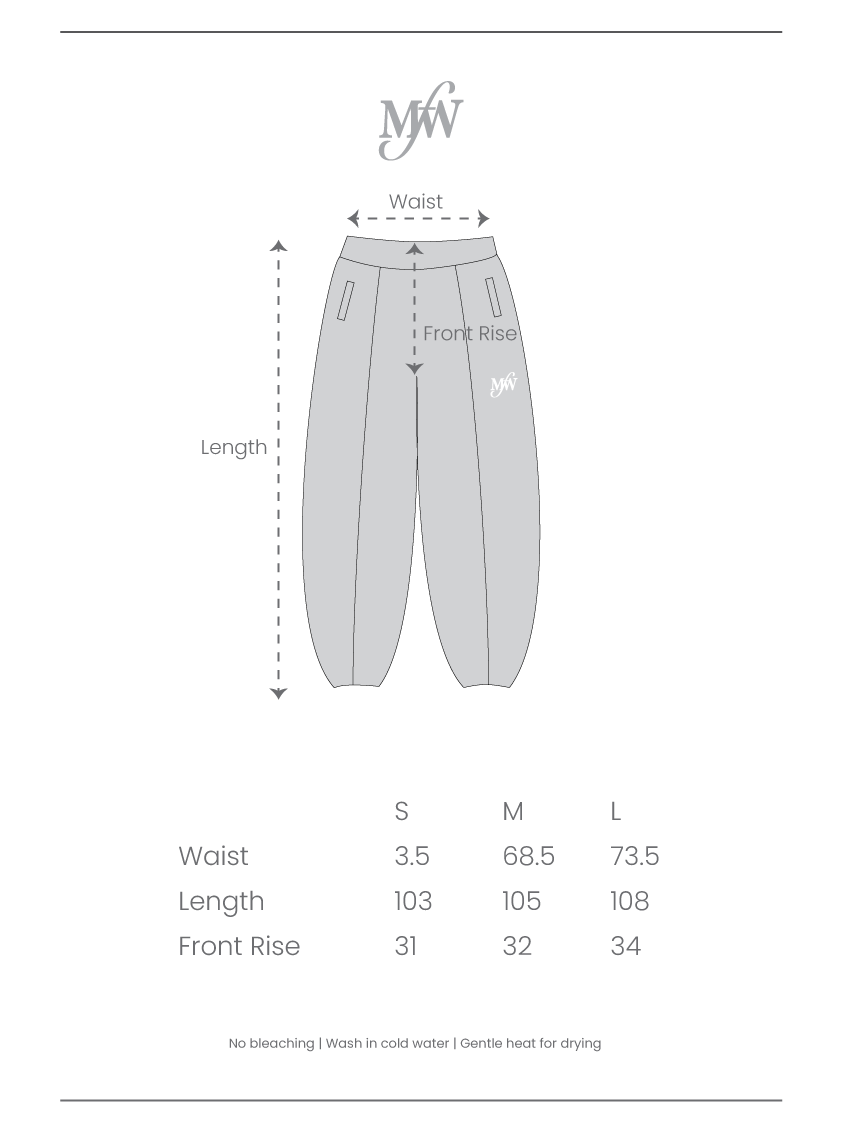 MfW
Waist
Front Rise
MfW
Length
S M L
Waist 3.5 68.5 73.5
Length 103 105 108
Front Rise 31 32 34
No bleaching | Wash in cold water | Gentle heat for drying